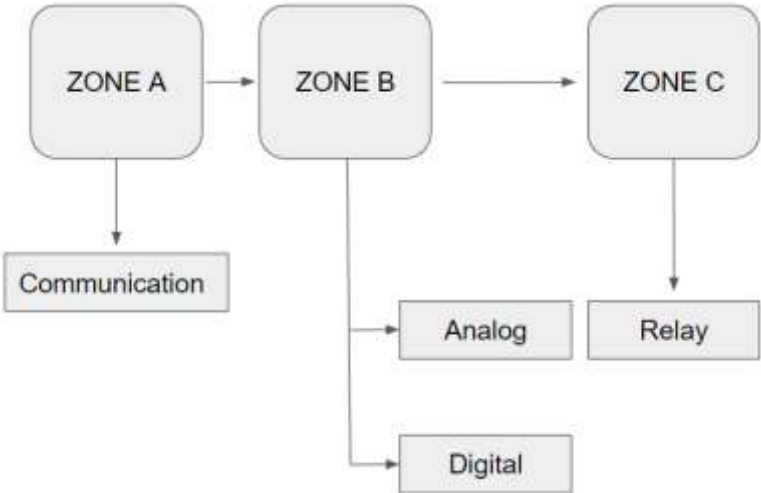 ZONE A
ZONE B
ZONE C
Communication
Analog
Relay
Digital